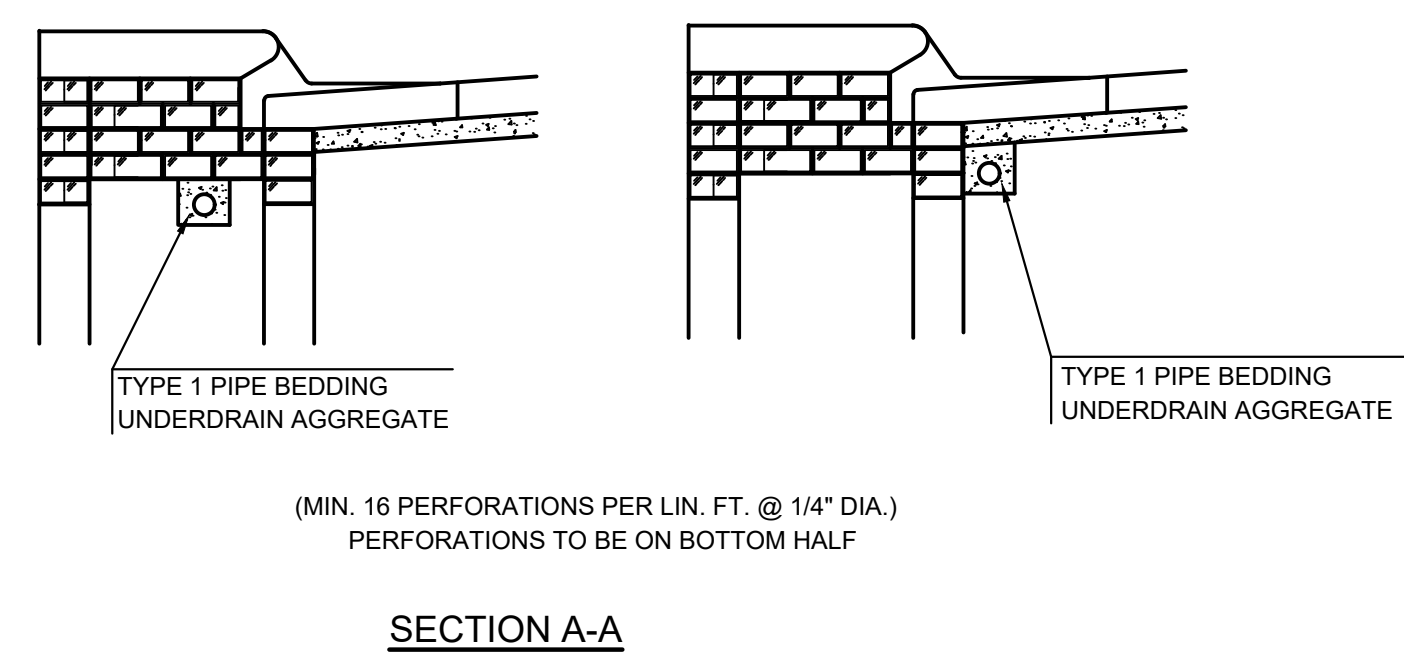 TYPE 1 PIPE BEDDING
UNDERDRAIN AGGREGATE
TYPE 1 PIPE BEDDING
UNDERDRAIN AGGREGATE
(MIN. 16 PERFORATIONS PER LIN. FT. @ 1/4" DIA.)
PERFORATIONS TO BE ON BOTTOM HALF
SECTION A-A